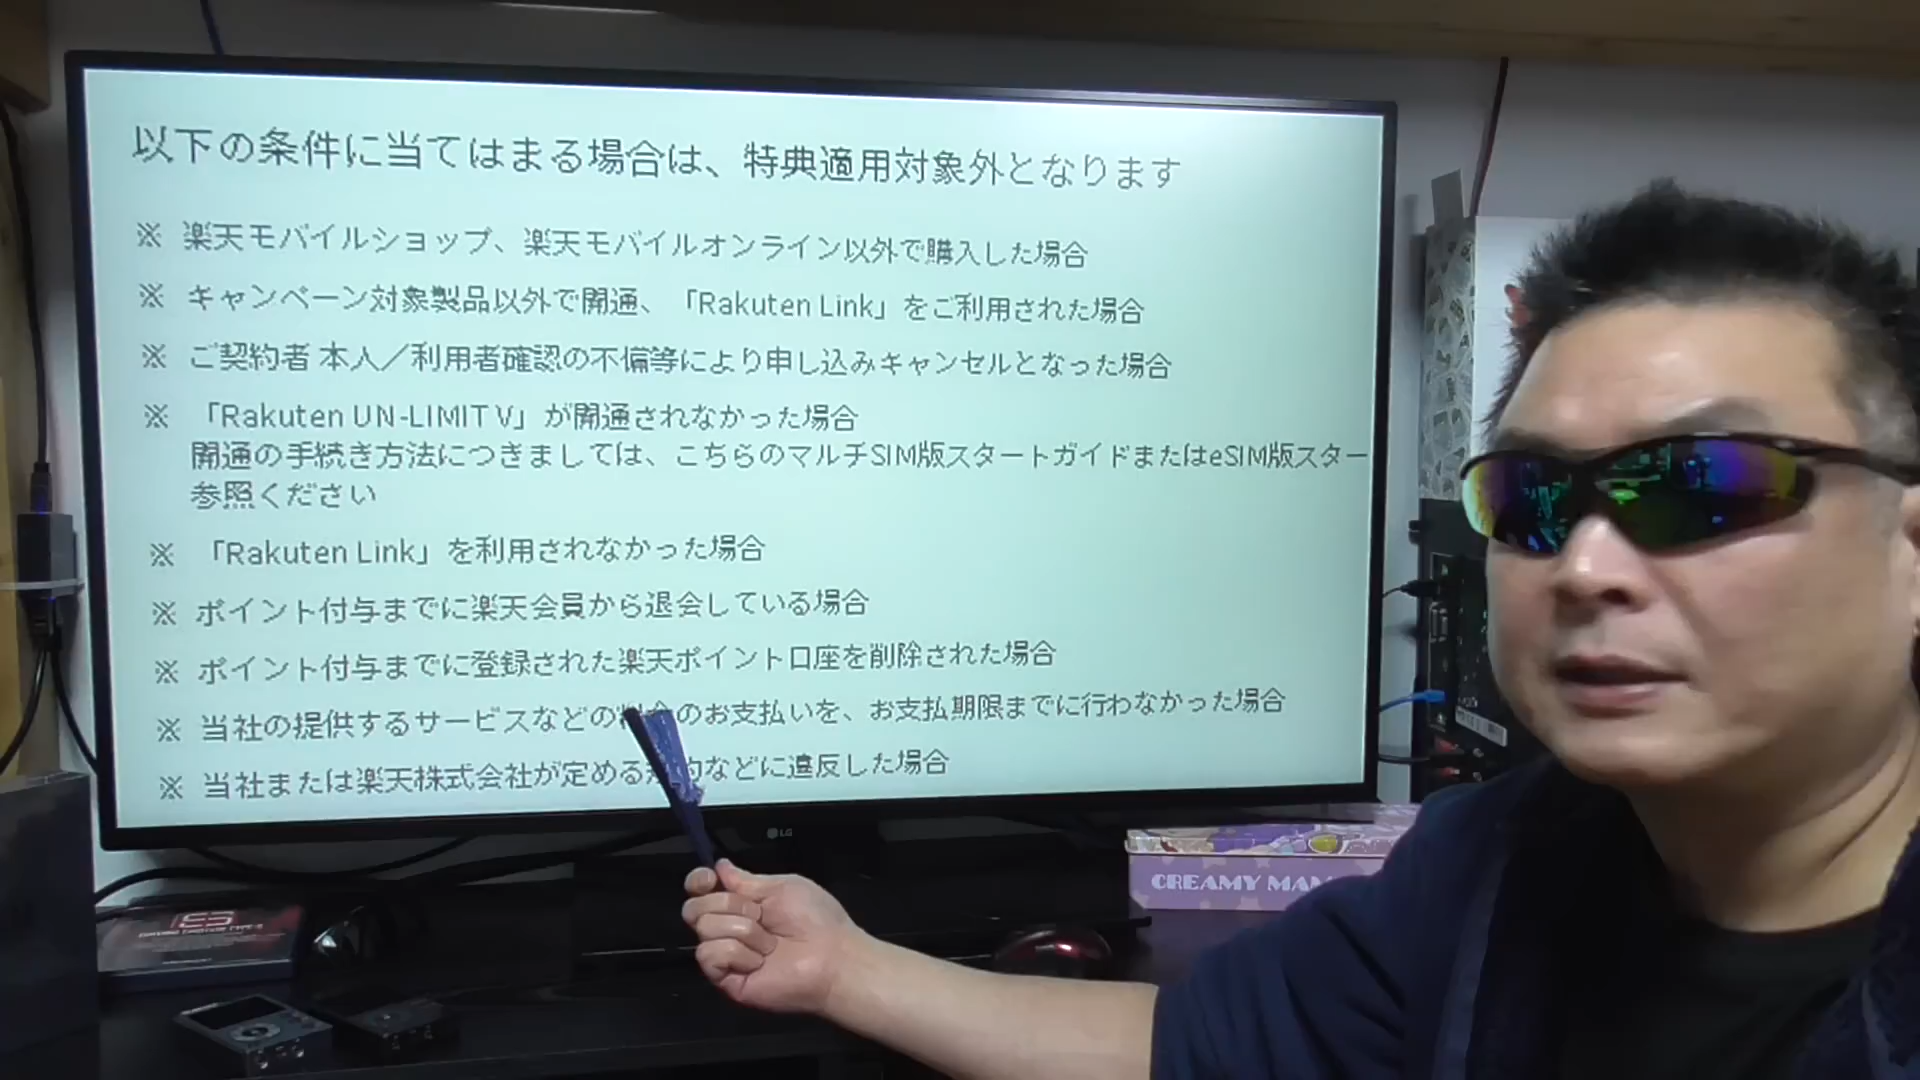 以下の条件に当てはまる場合は、特典適用対象外となります
※ 楽天モバイルショップ、楽天モバイルオンライン以外で購入した場合
※ キャンペーン対象製品以外で開通、「Rakuten Link」をご利用された場合
※ ご契約者 本人／利用者確認の不備等により申し込みキャンセルとなった場合
※ 「Rakuten UN-LIMIT V」が開通されなかった場合
開通の手続き方法につきましては、こちらのマルチSIM版スタートガイドまたはeSIM版スター
参照ください
※ 「Rakuten Link」を利用されなかった場合
※ ポイント付与までに楽天会員から退会している場合
※ ポイント付与までに登録された楽天ポイント口座を削除された場合
※ 当社の提供するサービスなどの料金のお支払いを、お支払期限までに行わなかった場合
※ 当社または楽天株式会社が定める規約などに違反した場合
LG
CREAMY MAM